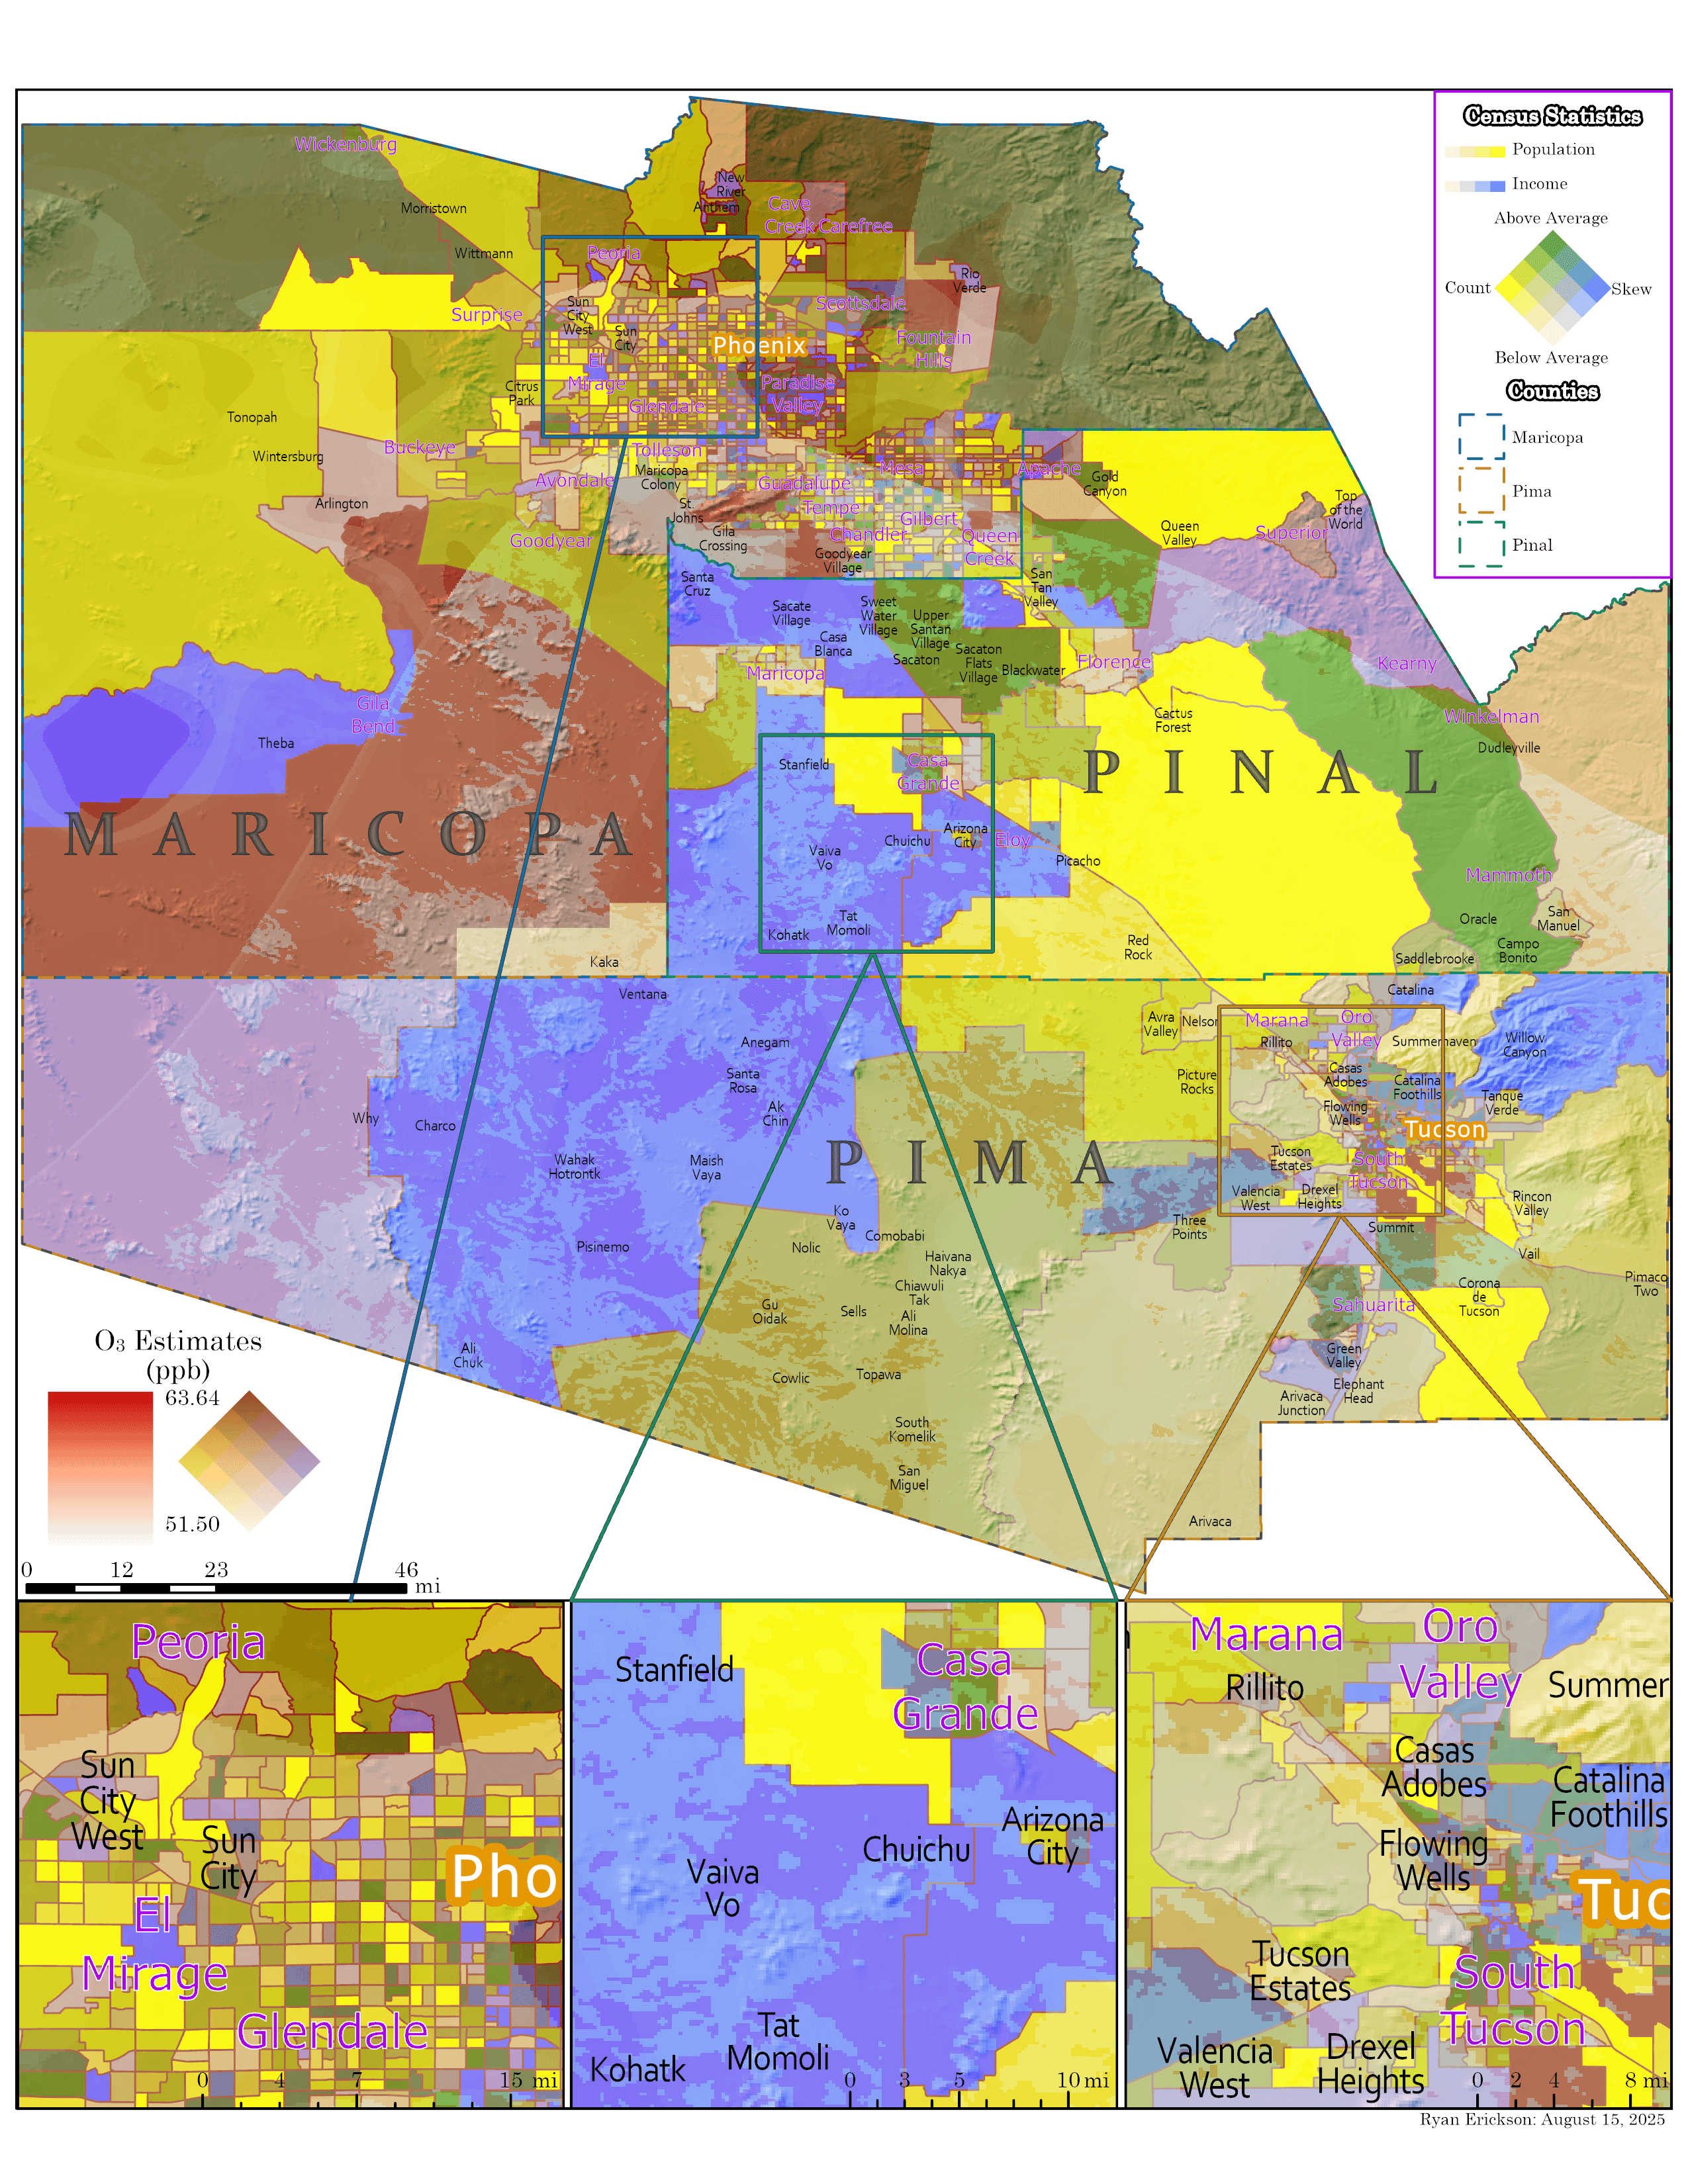 Census Statistics
Population
Income
Above Average
Count
Skew
Below Average
Counties
Maricopa
Pima
Pinal
Wickenburg
Morristown
Wittmann
New
River
Anthem
Cave
Creek
Carefree
Peoria
Rio
Verde
Scottsdale
Surprise
Sun
City
West
Sun
City
Phoenix
Fountain
Hills
El
Mirage
Paradise
Valley
Citrus
Park
Glendale
Tonopah
Wintersburg
Buckeye
Tolleson
Avondale
Maricopa
Colony
Mesa
Apache
Gold
Canyon
Guadalupe
Tempe
Arlington
St.
Johns
Gila
Crossing
Gilbert
Chandler
Queen
Creek
Goodyear
Goodyear
Village
Queen
Valley
Superior
Top
of the
World
Santa
Cruz
Sacate
Village
Sweet
Water
Village
Upper
Santan
Village
San
Tan
Valley
Casa
Blanca
Sacaton
Sacaton
Flats
Village
Blackwater
Florence
Kearny
Maricopa
Gila
Bend
Theba
Cactus
Forest
Winkelman
Dudleyville
Stanfield
Casa
Grande
PINAL
MARICOPA
Chuichu
Arizona
City
Eloy
Picacho
Vaiva
Vo
Mammoth
Tat
Momoli
Kohatk
Oracle
San
Manuel
Red
Rock
Campo
Bonito
Saddlebrooke
Kaka
Ventana
Catalina
Avra
Valley
Nelson
Marana
Oro
Valley
Rillito
Summerhaven
Willow
Canyon
Anegam
Santa
Rosa
Picture
Rocks
Casas
Adobes
Catalina
Foothills
Tanque
Verde
Why
Charco
Ak
Chin
Flowing
Wells
Tucson
Wahak
Hotrontk
Maish
Vaya
PIMA
Tucson
Estates
South
Tucson
Valencia
West
Drexel
Heights
Rincon
Valley
Ko
Vaya
Comobabi
Three
Points
Summit
Pisinemo
Nolic
Haivana
Nakya
Vail
Chiawuli
Tak
Corona
de
Tucson
Pimaco
Two
Gu
Oidak
Sells
Ali
Molina
Sahuarita
Ali
Chuk
Green
Valley
Cowlic
Topawa
Elephant
Head
Arivaca
Junction
South
Komelik
San
Miguel
Arivaca
O₃ Estimates
(ppb)
63.64
51.50
0 12 23 46 mi
Peoria
Sun
City
West
Sun
City
Pho
El
Mirage
Glendale
0 4 7 15 mi
Stanfield
Casa
Grande
Chuichu
Arizona
City
Vaiva
Vo
Tat
Momoli
Kohatk
0 3 5 10 mi
Marana
Oro
Valley
Rillito
Summer
Casas
Adobes
Catalina
Foothills
Flowing
Wells
Tuc
Tucson
Estates
South
Tucson
Valencia
West
Drexel
Heights
0 2 4 8 mi
Ryan Erickson: August 15, 2025